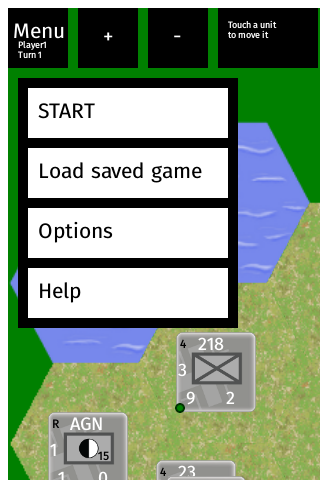 Menu
Player1
Turn 1
+
-
Touch a unit
to move it
START
Load saved game
Options
Help
4 218
3
9 2
R AGN
1
15
1 0
4 23